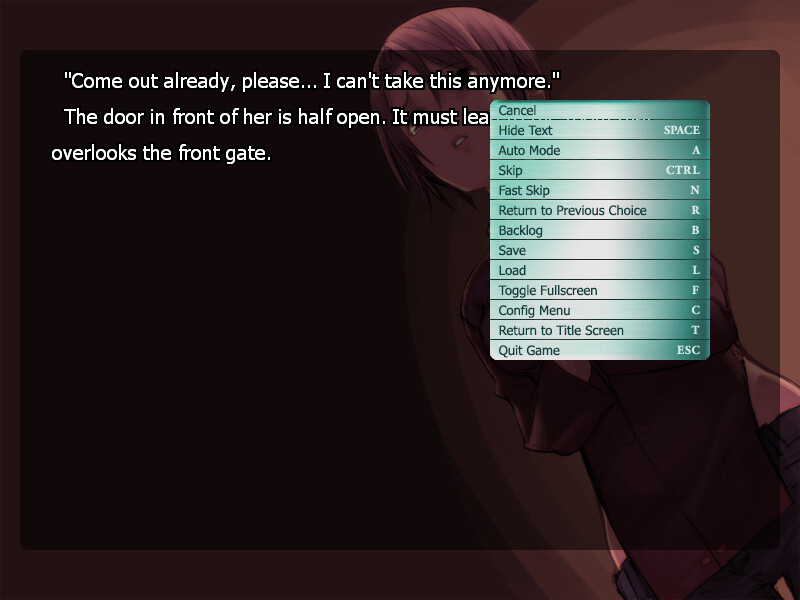 "Come out already, please... I can't take this anymore."
The door in front of her is half open. It must lea
overlooks the front gate.
Cancel
Hide Text SPACE
Auto Mode A
Skip CTRL
Fast Skip N
Return to Previous Choice R
Backlog B
Save S
Load L
Toggle Fullscreen F
Config Menu C
Return to Title Screen T
Quit Game ESC